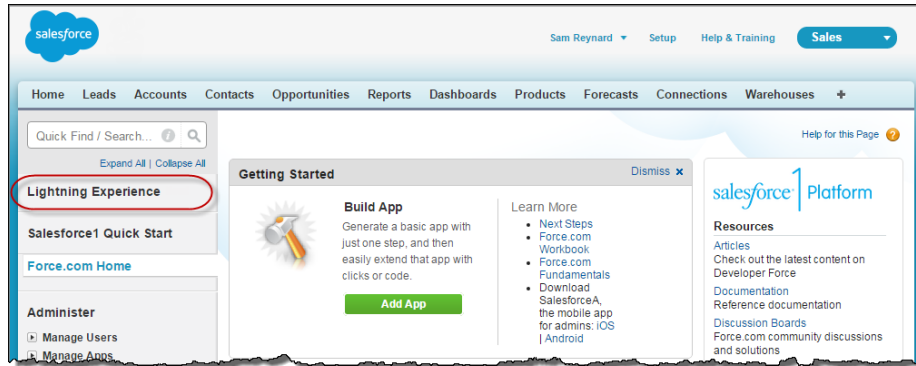 salesforce
Sam Reynard
Setup
Help & Training
Sales
Home Leads Accounts Contacts Opportunities Reports Dashboards Products Forecasts Connections Warehouses +
Quick Find / Search...
Expand All | Collapse All
Lightning Experience
Salesforce1 Quick Start
Force.com Home
Administer
Manage Users
Manage Apps
Help for this Page
Getting Started
Dismiss x
Build App
Generate a basic app with
just one step, and then
easily extend that app with
clicks or code.
Add App
Learn More
Next Steps
Force.com
Workbook
Force.com
Fundamentals
Download
SalesforceA,
the mobile app
for admins: iOS
| Android
salesforce1 Platform
Resources
Articles
Check out the latest content on
Developer Force
Documentation
Reference documentation
Discussion Boards
Force.com community discussions
and solutions